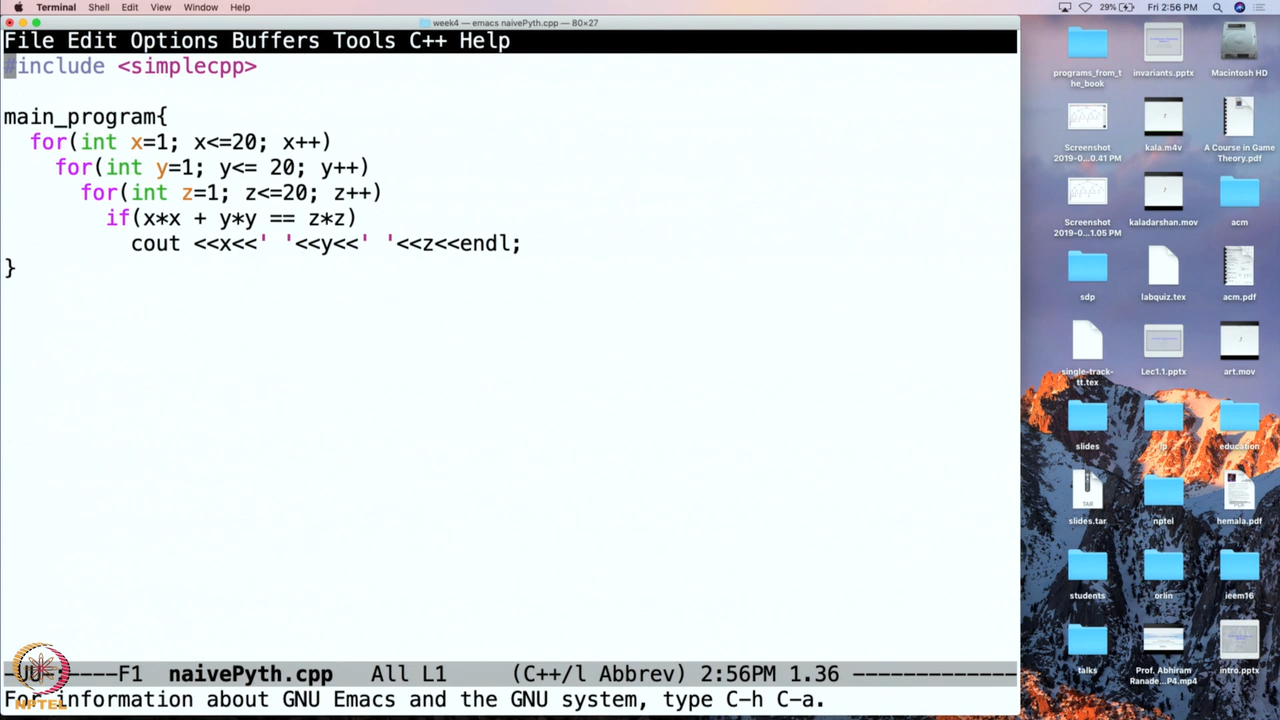 Terminal Shell Edit View Window Help
29% Fri 2:56 PM
week4 — emacs naivePyth.cpp — 80×27
File Edit Options Buffers Tools C++ Help
#include <simplecpp>
main_program{
for(int x=1; x<=20; x++)
for(int y=1; y<= 20; y++)
for(int z=1; z<=20; z++)
if(x*x + y*y == z*z)
cout <<x<<' '<<y<<' '<<z<<endl;
}
F1 naivePyth.cpp All L1 (C++/l Abbrev) 2:56PM 1.36
For information about GNU Emacs and the GNU system, type C-h C-a.
NPTEL
programs_from_t
he_book
invariants.pptx
Macintosh HD
Screenshot
2019-0...0.41 PM
kala.m4v
A Course in Game
Theory.pdf
Screenshot
2019-0...1.05 PM
kaladarshan.mov
acm
sdp
labquiz.tex
acm.pdf
single-track-
tt.tex
Lec1.1.pptx
art.mov
slides
education
TAR
slides.tar
nptel
hemala.pdf
students
orlin
ieem16
talks
Prof. Abhiram
Ranade...P4.mp4
intro.pptx